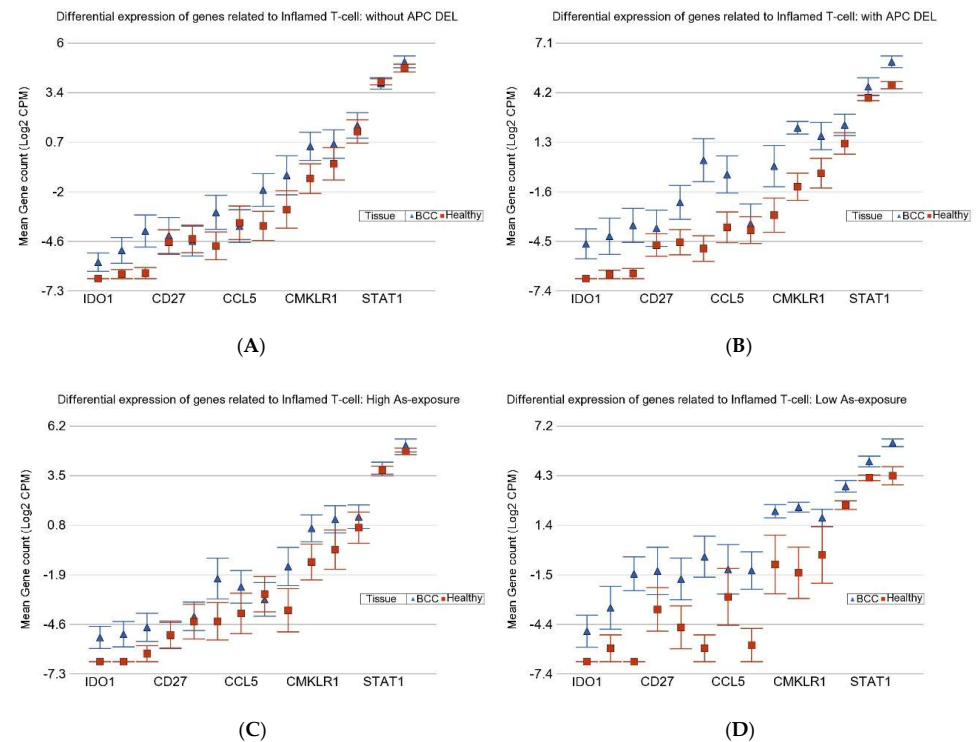 Differential expression of genes related to Inflamed T-cell: without APC DEL
Mean Gene count (Log2 CPM)
6
3.4
0.7
-2
-4.6
-7.3
Tissue BCC Healthy
IDO1 CD27 CCL5 CMKLR1 STAT1
(A)
Differential expression of genes related to Inflamed T-cell: with APC DEL
Mean Gene count (Log2 CPM)
7.1
4.2
1.3
-1.6
-4.5
-7.4
Tissue BCC Healthy
IDO1 CD27 CCL5 CMKLR1 STAT1
(B)
Differential expression of genes related to Inflamed T-cell: High As-exposure
Mean Gene count (Log2 CPM)
6.2
3.5
0.8
-1.9
-4.6
-7.3
Tissue BCC Healthy
IDO1 CD27 CCL5 CMKLR1 STAT1
(C)
Differential expression of genes related to Inflamed T-cell: Low As-exposure
Mean Gene count (Log2 CPM)
7.2
4.3
1.4
-1.5
-4.4
-7.4
Tissue BCC Healthy
IDO1 CD27 CCL5 CMKLR1 STAT1
(D)